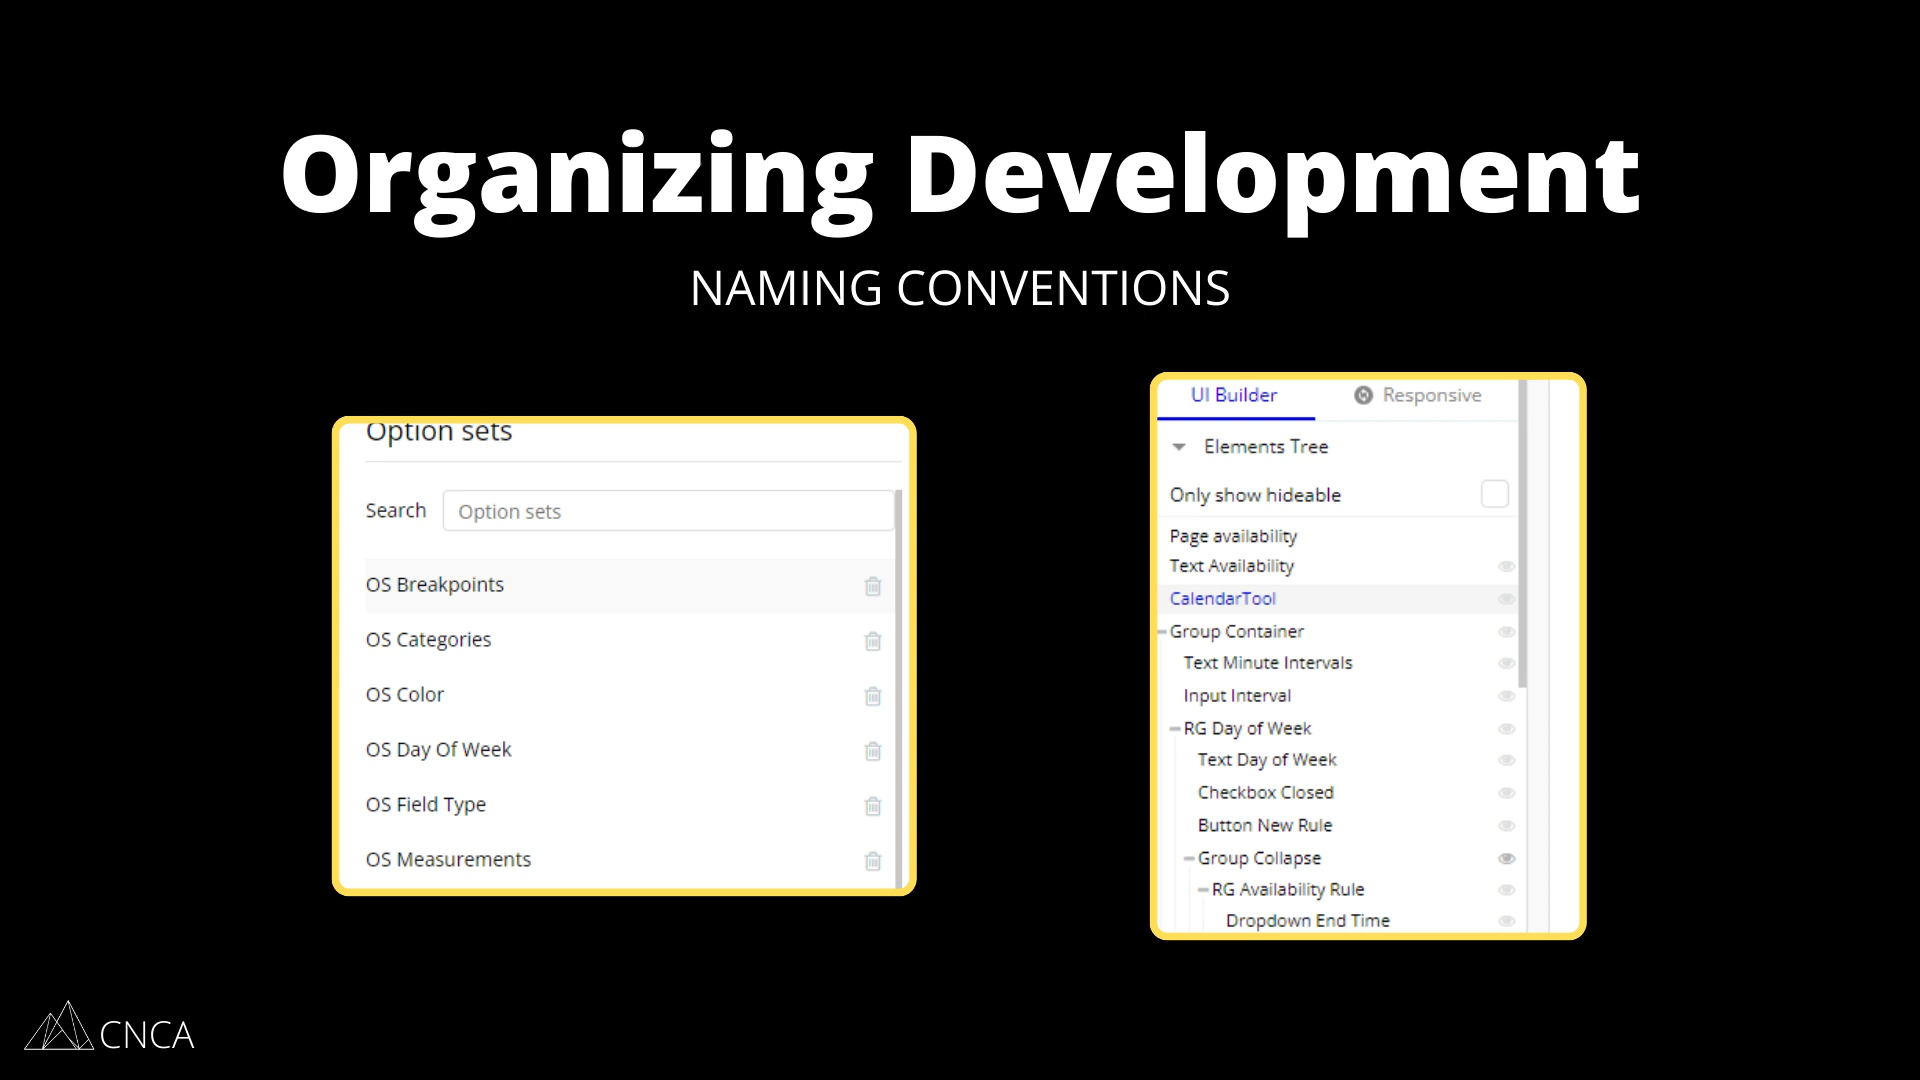 Organizing Development
NAMING CONVENTIONS
Option sets
Search
Option sets
OS Breakpoints
OS Categories
OS Color
OS Day Of Week
OS Field Type
OS Measurements
UI Builder
Responsive
Elements Tree
Only show hideable
Page availability
Text Availability
CalendarTool
Group Container
Text Minute Intervals
Input Interval
RG Day of Week
Text Day of Week
Checkbox Closed
Button New Rule
Group Collapse
RG Availability Rule
Dropdown End Time
CNCA